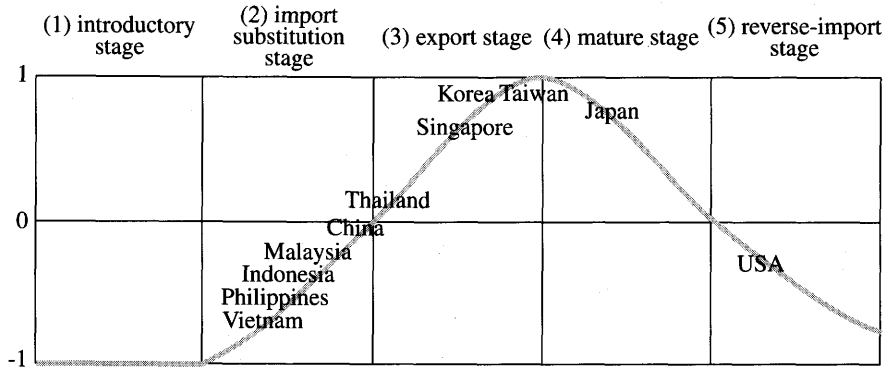 (1) introductory
stage
(2) import
substitution
stage
(3) export stage
(4) mature stage
(5) reverse-import
stage
1
Korea Taiwan
Japan
Singapore
Thailand
0
China
Malaysia
USA
Indonesia
Philippines
Vietnam
-1